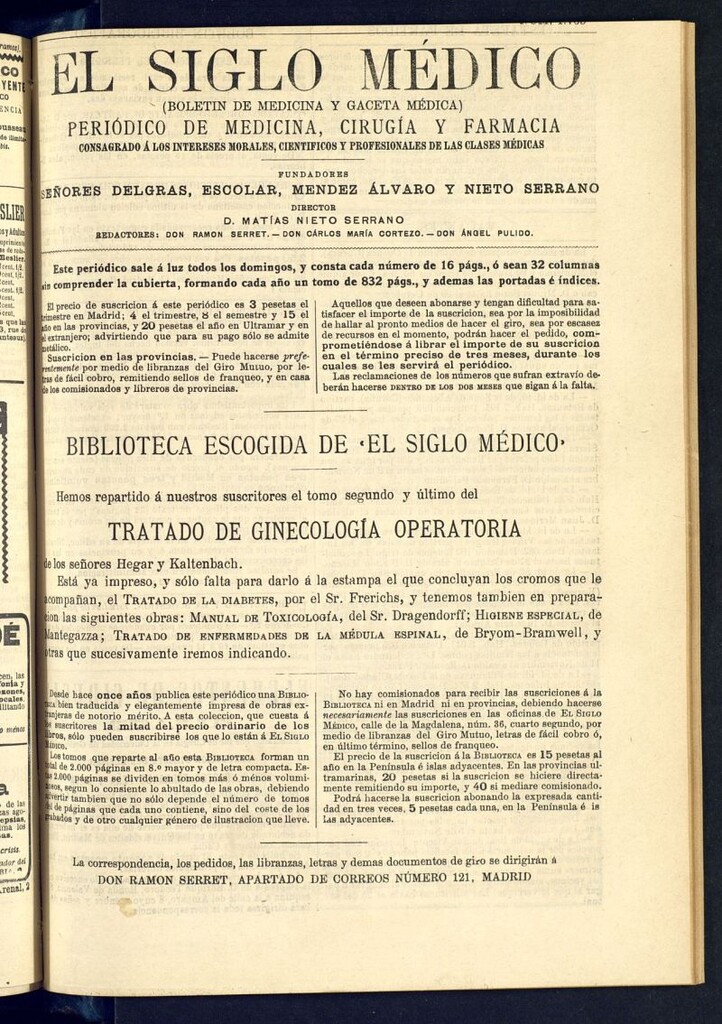 EL SIGLO MÉDICO
(BOLETIN DE MEDICINA Y GACETA MÉDICA)
PERIÓDICO DE MEDICINA, CIRUGÍA Y FARMACIA
CONSAGRADO Á LOS INTERESES MORALES, CIENTIFICOS Y PROFESIONALES DE LAS CLASES MÉDICAS
FUNDADORES
SEÑORES DELGRAS, ESCOLAR, MENDEZ ÁLVARO Y NIETO SERRANO
DIRECTOR
D. MATÍAS NIETO SERRANO
REDACTORES: DON RAMON SERRET.—DON CÁRLOS MARÍA CORTEZO.—DON ÁNGEL PULIDO.
Este periódico sale á luz todos los domingos, y consta cada número de 16 págs., ó sean 32 columnas
sin comprender la cubierta, formando cada año un tomo de 832 págs., y ademas las portadas é índices.
El precio de suscricion á este periódico es 3 pesetas el
trimestre en Madrid; 4 el trimestre, 8 el semestre y 15 el
año en las provincias, y 20 pesetas el año en Ultramar y en
el extranjero; advirtiendo que para su pago sólo se admite
metálico.
Suscricion en las provincias.—Puede hacerse prefe-
rentemente por medio de libranzas del Giro Mutuo, por le-
tras de fácil cobro, remitiendo sellos de franqueo, y en casa
de los comisionados y libreros de provincias.
Aquellos que deseen abonarse y tengan dificultad para sa-
tisfacer el importe de la suscricion, sea por la imposibilidad
de hallar al pronto medios de hacer el giro, sea por escasez
de recursos en el momento, podrán hacer el pedido, com-
prometiéndose á librar el importe de su suscricion
en el término preciso de tres meses, durante los
cuales se les servirá el periódico.
Las reclamaciones de los números que sufran extravío de-
berán hacerse DENTRO DE LOS DOS MESES que sigan á la falta.
BIBLIOTECA ESCOGIDA DE «EL SIGLO MÉDICO»
Hemos repartido á nuestros suscritores el tomo segundo y último del
TRATADO DE GINECOLOGÍA OPERATORIA
de los señores Hegar y Kaltenbach.
Está ya impreso, y sólo falta para darlo á la estampa el que concluyan los cromos que le
acompañan, el TRATADO DE LA DIABETES, por el Sr. Frerichs, y tenemos tambien en prepara-
cion las siguientes obras: MANUAL DE TOXICOLOGÍA, del Sr. Dragendorff; HIGIENE ESPECIAL, de
Mantegazza; TRATADO DE ENFERMEDADES DE LA MÉDULA ESPINAL, de Bryom-Bramwell, y
otras que sucesivamente iremos indicando.
Desde hace once años publica este periódico una BIBLIO-
TECA bien traducida y elegantemente impresa de obras ex-
tranjeras de notorio mérito. A esta coleccion, que cuesta á
los suscritores la mitad del precio ordinario de los
libros, sólo pueden suscribirse los que lo están á EL SIGLO
MÉDICO.
Los tomos que reparte al año esta BIBLIOTECA forman un
total de 2.000 páginas en 8.º mayor y de letra compacta. Es-
tas 2.000 páginas se dividen en tomos más ó ménos volumi-
nosos, segun lo consiente lo abultado de las obras, debiendo
advertir tambien que no sólo depende el número de tomos
del de páginas que cada uno contiene, sino del coste de los
grabados y de otro cualquier género de ilustracion que lleve.
No hay comisionados para recibir las suscriciones á la
BIBLIOTECA ni en Madrid ni en provincias, debiendo hacerse
necesariamente las suscriciones en las oficinas de EL SIGLO
MÉDICO, calle de la Magdalena, núm. 36, cuarto segundo, por
medio de libranzas del Giro Mutuo, letras de fácil cobro ó,
en último término, sellos de franqueo.
El precio de la suscricion á la BIBLIOTECA es 15 pesetas al
año en la Península é islas adyacentes. En las provincias ul-
tramarinas, 20 pesetas si la suscricion se hiciere directa-
mente remitiendo su importe, y 40 si mediare comisionado.
Podrá hacerse la suscricion abonando la expresada canti-
dad en tres veces, 5 pesetas cada una, en la Península é is
las adyacentes.
La correspondencia, los pedidos, las libranzas, letras y demas documentos de giro se dirigirán á
DON RAMON SERRET, APARTADO DE CORREOS NÚMERO 121, MADRID